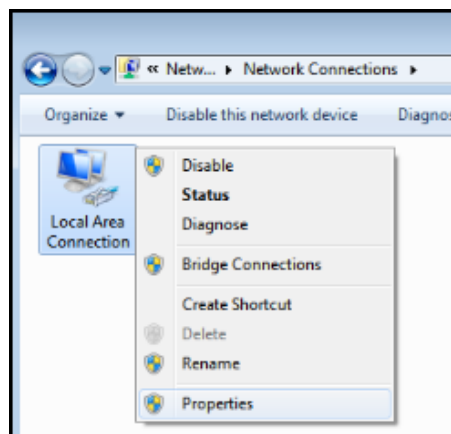 « Netw... ▸ Network Connections ▸
Organize ▾ Disable this network device Diagnos
Local Area
Connection
Disable
Status
Diagnose
Bridge Connections
Create Shortcut
Delete
Rename
Properties